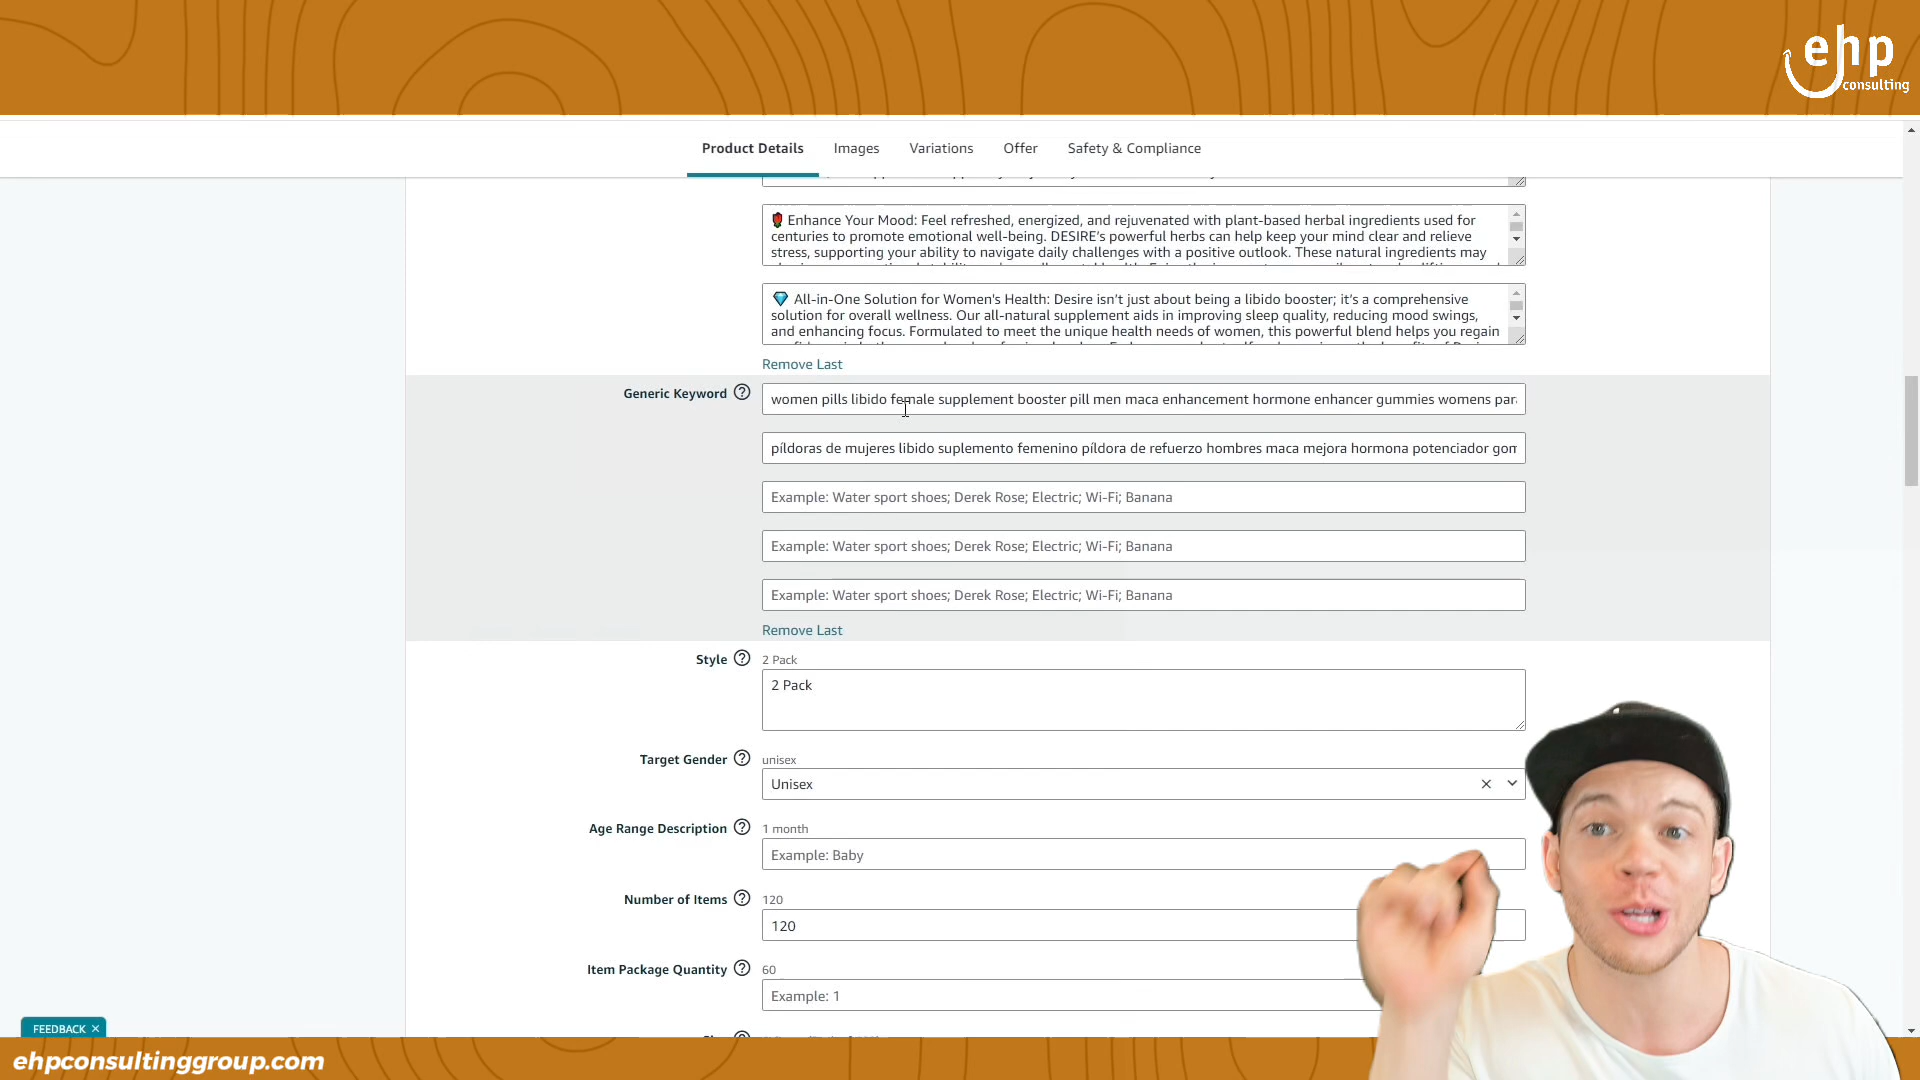 ehp
consulting
Product Details
Images
Variations
Offer
Safety & Compliance
Enhance Your Mood: Feel refreshed, energized, and rejuvenated with plant-based herbal ingredients used for
centuries to promote emotional well-being. DESIRE's powerful herbs can help keep your mind clear and relieve
stress, supporting your ability to navigate daily challenges with a positive outlook. These natural ingredients may
All-in-One Solution for Women's Health: Desire isn't just about being a libido booster; it's a comprehensive
solution for overall wellness. Our all-natural supplement aids in improving sleep quality, reducing mood swings,
and enhancing focus. Formulated to meet the unique health needs of women, this powerful blend helps you regain
Remove Last
Generic Keyword
women pills libido female supplement booster pill men maca enhancement hormone enhancer gummies womens par
píldoras de mujeres libido suplemento femenino píldora de refuerzo hombres maca mejora hormona potenciador gom
Example: Water sport shoes; Derek Rose; Electric; Wi-Fi; Banana
Example: Water sport shoes; Derek Rose; Electric; Wi-Fi; Banana
Example: Water sport shoes; Derek Rose; Electric; Wi-Fi; Banana
Remove Last
Style
2 Pack
2 Pack
Target Gender
unisex
Unisex
Age Range Description
1 month
Example: Baby
Number of Items
120
120
Item Package Quantity
60
Example: 1
FEEDBACK
ehpconsultinggroup.com